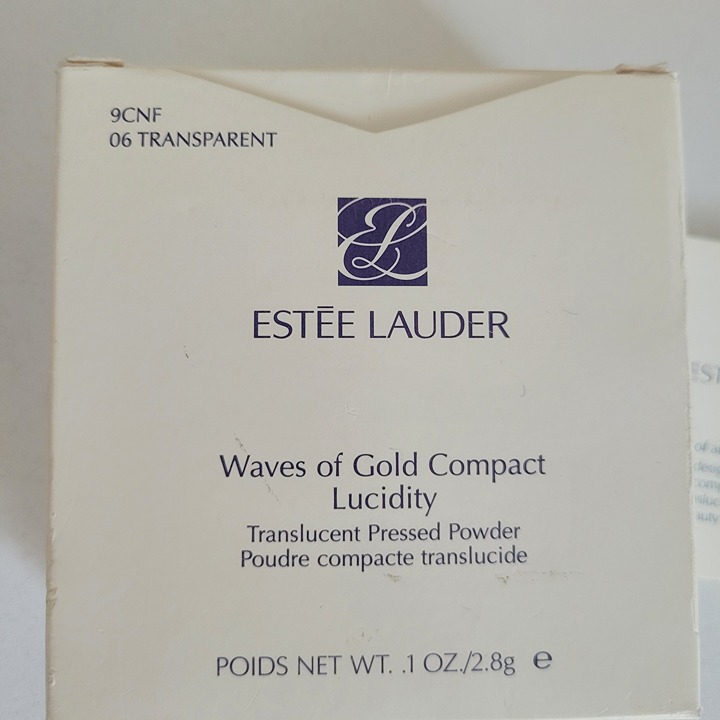 9CNF
06 TRANSPARENT
EL
ESTĒE LAUDER
Waves of Gold Compact
Lucidity
Translucent Pressed Powder
Poudre compacte translucide
POIDS NET WT. .1 OZ./2.8g ℮